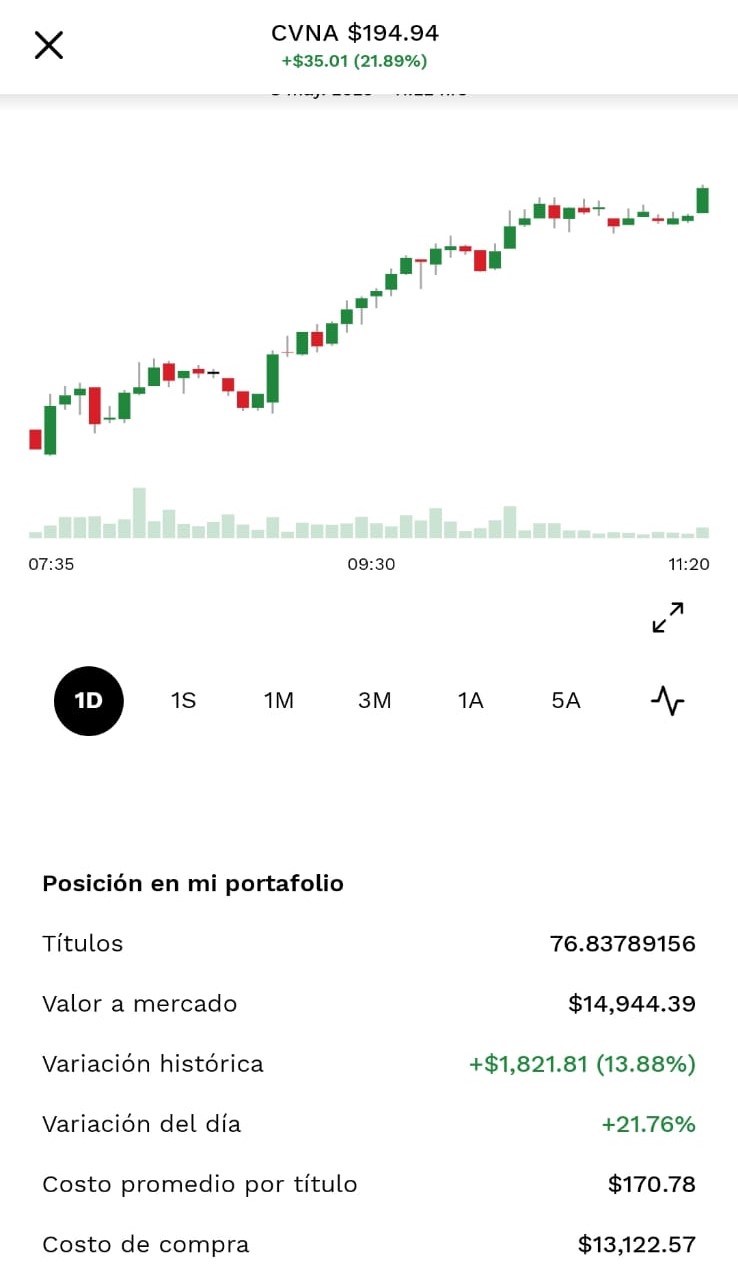 CVNA $194.94
+$35.01 (21.89%)
07:35 09:30 11:20
1D 1S 1M 3M 1A 5A
Posición en mi portafolio
Títulos 76.83789156
Valor a mercado $14,944.39
Variación histórica +$1,821.81 (13.88%)
Variación del día +21.76%
Costo promedio por título $170.78
Costo de compra $13,122.57